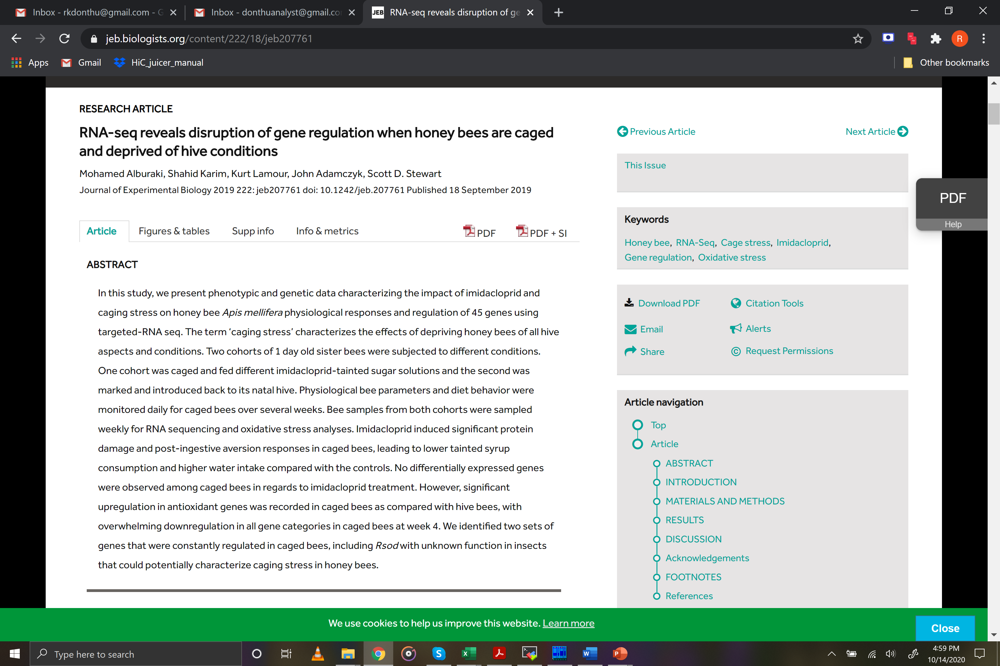 Inbox - rkdonthu@gmail.com - G
Inbox - donthuanalyst@gmail.co
JEB RNA-seq reveals disruption of ge
jeb.biologists.org/content/222/18/jeb207761
R
Apps
Gmail
HiC_juicer_manual
Other bookmarks
RESEARCH ARTICLE
RNA-seq reveals disruption of gene regulation when honey bees are caged
and deprived of hive conditions
Mohamed Alburaki, Shahid Karim, Kurt Lamour, John Adamczyk, Scott D. Stewart
Journal of Experimental Biology 2019 222: jeb207761 doi: 10.1242/jeb.207761 Published 18 September 2019
Article Figures & tables Supp info Info & metrics PDF PDF + SI
ABSTRACT
In this study, we present phenotypic and genetic data characterizing the impact of imidacloprid and
caging stress on honey bee Apis mellifera physiological responses and regulation of 45 genes using
targeted-RNA seq. The term ‘caging stress’ characterizes the effects of depriving honey bees of all hive
aspects and conditions. Two cohorts of 1 day old sister bees were subjected to different conditions.
One cohort was caged and fed different imidacloprid-tainted sugar solutions and the second was
marked and introduced back to its natal hive. Physiological bee parameters and diet behavior were
monitored daily for caged bees over several weeks. Bee samples from both cohorts were sampled
weekly for RNA sequencing and oxidative stress analyses. Imidacloprid induced significant protein
damage and post-ingestive aversion responses in caged bees, leading to lower tainted syrup
consumption and higher water intake compared with the controls. No differentially expressed genes
were observed among caged bees in regards to imidacloprid treatment. However, significant
upregulation in antioxidant genes was recorded in caged bees as compared with hive bees, with
overwhelming downregulation in all gene categories in caged bees at week 4. We identified two sets of
genes that were constantly regulated in caged bees, including Rsod with unknown function in insects
that could potentially characterize caging stress in honey bees.
Previous Article
Next Article
This Issue
PDF
Help
Keywords
Honey bee, RNA-Seq, Cage stress, Imidacloprid,
Gene regulation, Oxidative stress
Download PDF
Citation Tools
Email
Alerts
Share
Request Permissions
Article navigation
Top
Article
ABSTRACT
INTRODUCTION
MATERIALS AND METHODS
RESULTS
DISCUSSION
Acknowledgements
FOOTNOTES
References
We use cookies to help us improve this website. Learn more
Close
Type here to search
4:59 PM
10/14/2020